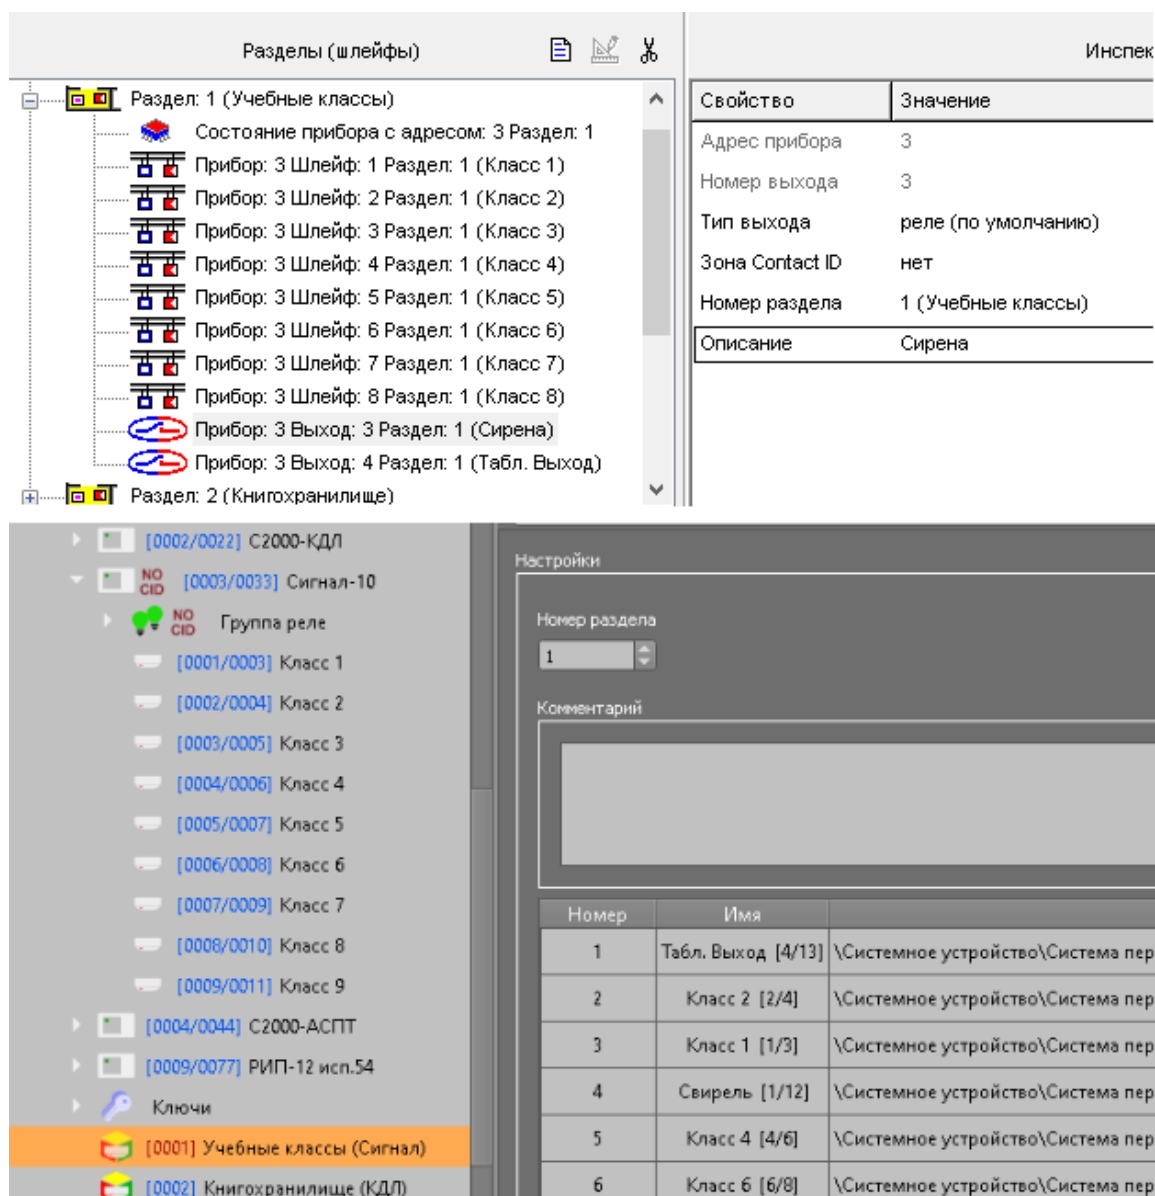 Разделы (шлейфы)
Инспек
Раздел: 1 (Учебные классы)
Состояние прибора с адресом: 3 Раздел: 1
Прибор: 3 Шлейф: 1 Раздел: 1 (Класс 1)
Прибор: 3 Шлейф: 2 Раздел: 1 (Класс 2)
Прибор: 3 Шлейф: 3 Раздел: 1 (Класс 3)
Прибор: 3 Шлейф: 4 Раздел: 1 (Класс 4)
Прибор: 3 Шлейф: 5 Раздел: 1 (Класс 5)
Прибор: 3 Шлейф: 6 Раздел: 1 (Класс 6)
Прибор: 3 Шлейф: 7 Раздел: 1 (Класс 7)
Прибор: 3 Шлейф: 8 Раздел: 1 (Класс 8)
Прибор: 3 Выход: 3 Раздел: 1 (Сирена)
Прибор: 3 Выход: 4 Раздел: 1 (Табл. Выход)
Раздел: 2 (Книгохранилище)
Свойство Значение
Адрес прибора 3
Номер выхода 3
Тип выхода реле (по умолчанию)
Зона Contact ID нет
Номер раздела 1 (Учебные классы)
Описание Сирена
[0002/0022] С2000-КДЛ
NO CID [0003/0033] Сигнал-10
NO CID Группа реле
[0001/0003] Класс 1
[0002/0004] Класс 2
[0003/0005] Класс 3
[0004/0006] Класс 4
[0005/0007] Класс 5
[0006/0008] Класс 6
[0007/0009] Класс 7
[0008/0010] Класс 8
[0009/0011] Класс 9
[0004/0044] С2000-АСПТ
[0009/0077] РИП-12 исп.54
Ключи
[0001] Учебные классы (Сигнал)
[0002] Книгохранилище (КДЛ)
Настройки
Номер раздела
1
Комментарий
Номер Имя
1 Табл. Выход [4/13] \Системное устройство\Система пер
2 Класс 2 [2/4] \Системное устройство\Система пер
3 Класс 1 [1/3] \Системное устройство\Система пер
4 Свирель [1/12] \Системное устройство\Система пер
5 Класс 4 [4/6] \Системное устройство\Система пер
6 Класс 6 [6/8] \Системное устройство\Система пер